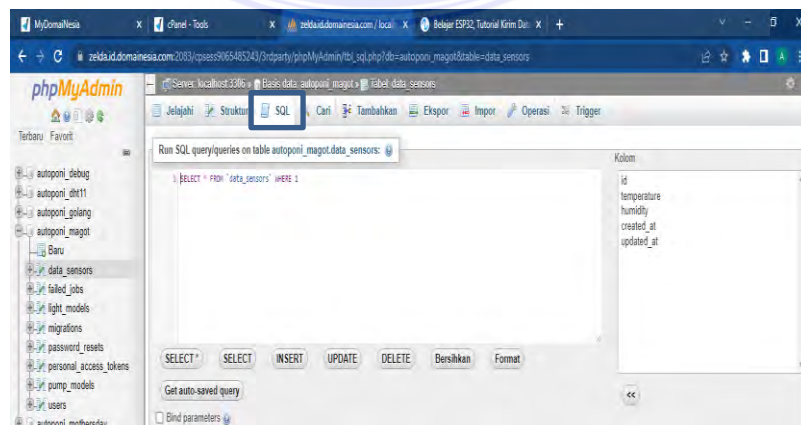 MyDomaiNesia
cPanel - Tools
zelda.id.domainesia.com / local
Belajar ESP32, Tutorial Kirim Dat
zelda.id.domainesia.com:2083/cpsess9065485243/3rdparty/phpMyAdmin/tbl_sql.php?db=autoponi_magot&table=data_sensors
phpMyAdmin
Terbaru Favorit
autoponi_debug
autoponi_dht11
autoponi_golang
autoponi_magot
Baru
data_sensors
failed_jobs
light_models
migrations
password_resets
personal_access_tokens
pump_models
users
autoponi_mothersday
Server: localhost:3306 » Basis data: autoponi_magot » Tabel: data_sensors
Jelajahi Struktur SQL Cari Tambahkan Ekspor Impor Operasi Trigger
Run SQL query/queries on table autoponi_magot.data_sensors:
1 SELECT * FROM `data_sensors` WHERE 1
Kolom
id
temperature
humidity
created_at
updated_at
SELECT * SELECT INSERT UPDATE DELETE Bersihkan Format
Get auto-saved query
<<
Bind parameters